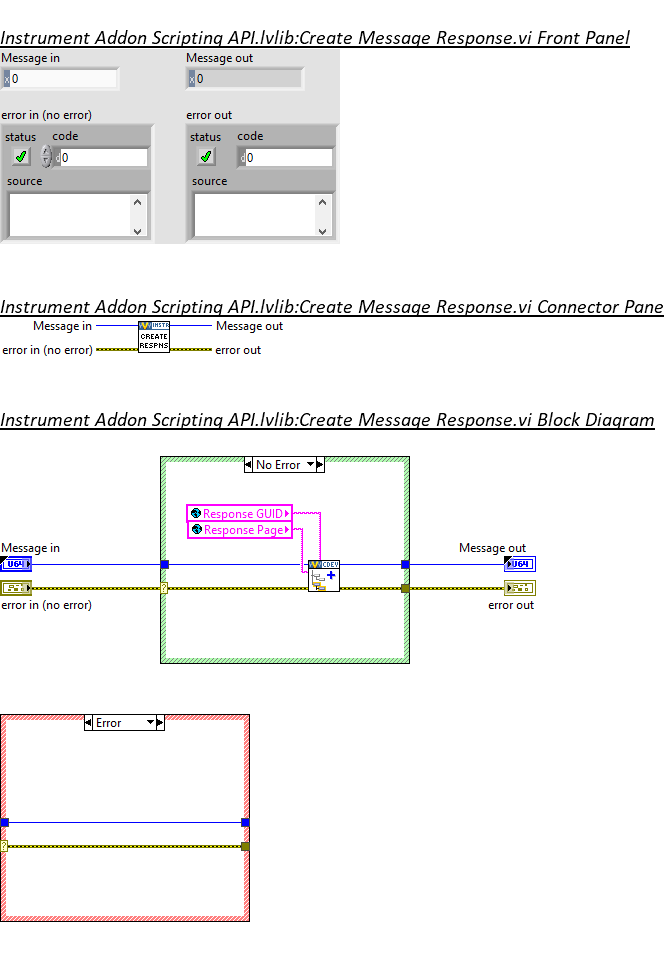 Instrument Addon Scripting API.lvlib:Create Message Response.vi Front Panel
Message in
Message out
x 0
x 0
error in (no error)
error out
status code
status code
d 0
d 0
source
source
Instrument Addon Scripting API.lvlib:Create Message Response.vi Connector Pane
Message in
INSTR
Message out
CREATE
RESPNS
error in (no error)
error out
Instrument Addon Scripting API.lvlib:Create Message Response.vi Block Diagram
No Error
Response GUID
Response Page
Message in
Message out
U64
CDEV
U64
?
error in (no error)
error out
Error
?